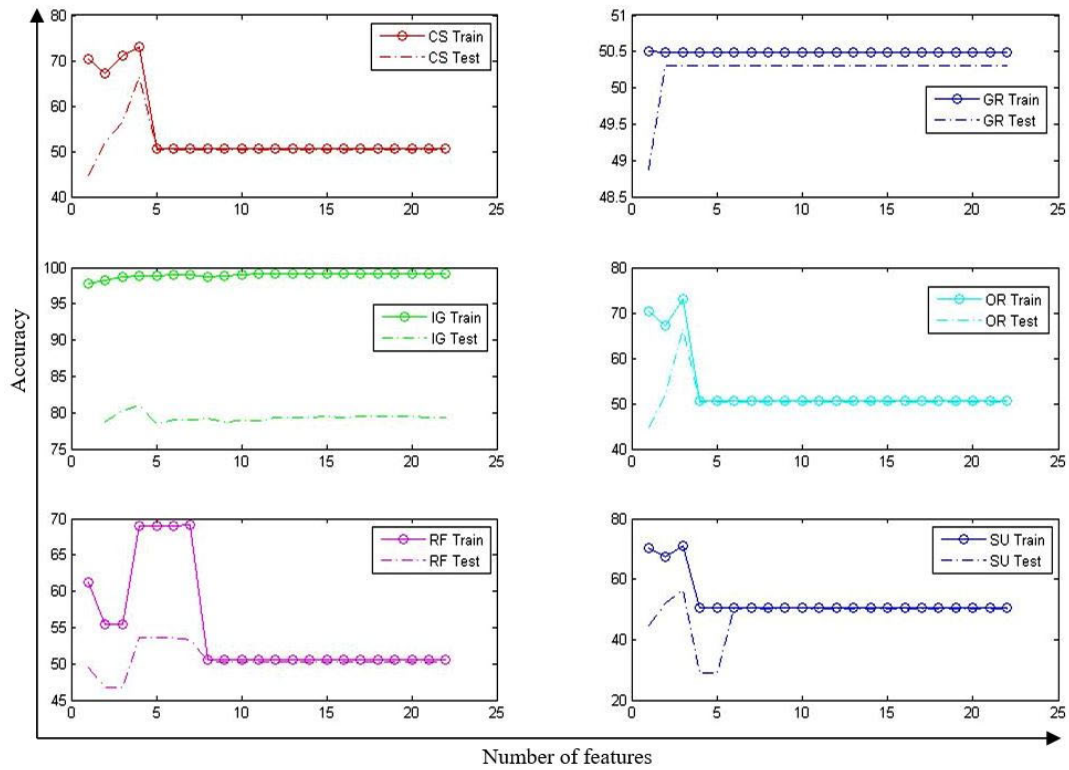 Accuracy
80
70
60
50
40
0 5 10 15 20 25
CS Train
CS Test
51
50.5
50
49.5
49
48.5
0 5 10 15 20 25
GR Train
GR Test
100
95
90
85
80
75
0 5 10 15 20 25
IG Train
IG Test
80
70
60
50
40
0 5 10 15 20 25
OR Train
OR Test
70
65
60
55
50
45
0 5 10 15 20 25
RF Train
RF Test
80
60
40
20
0 5 10 15 20 25
SU Train
SU Test
Number of features